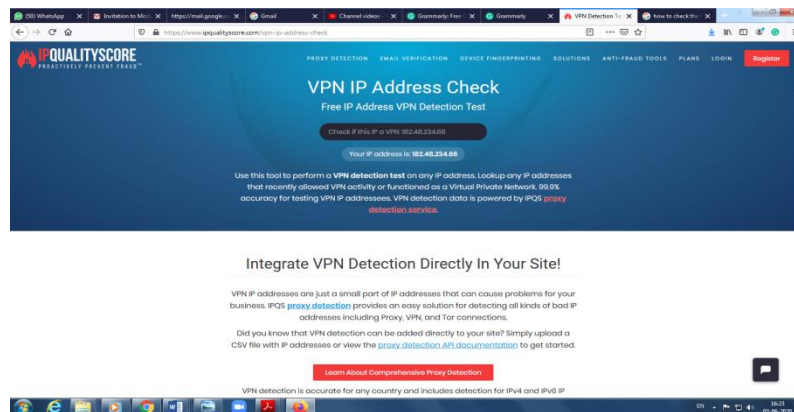 (50) WhatsApp
Invitation to Mod
https://mail.google.c
Gmail
Channel videos -
Grammarly: Free
Grammarly
VPN Detection Te
how to check the
https://www.ipqualityscore.com/vpn-ip-address-check
IPQUALITYSCORE
PROACTIVELY PREVENT FRAUD
PROXY DETECTION EMAIL VERIFICATION DEVICE FINGERPRINTING SOLUTIONS ANTI-FRAUD TOOLS PLANS LOGIN Register
VPN IP Address Check
Free IP Address VPN Detection Test
Check if this IP a VPN: 182.48.234.66
Your IP address is: 182.48.234.66
Use this tool to perform a VPN detection test on any IP address. Lookup any IP addresses
that recently allowed VPN activity or functioned as a Virtual Private Network. 99.9%
accuracy for testing VPN IP addressees. VPN detection data is powered by IPQS proxy
detection service.
Integrate VPN Detection Directly In Your Site!
VPN IP addresses are just a small part of IP addresses that can cause problems for your
business. IPQS proxy detection provides an easy solution for detecting all kinds of bad IP
addresses including Proxy, VPN, and Tor connections.
Did you know that VPN detection can be added directly to your site? Simply upload a
CSV file with IP addresses or view the proxy detection API documentation to get started.
Learn About Comprehensive Proxy Detection
VPN detection is accurate for any country and includes detection for IPv4 and IPv6 IP
EN
16:21
03-06-2020